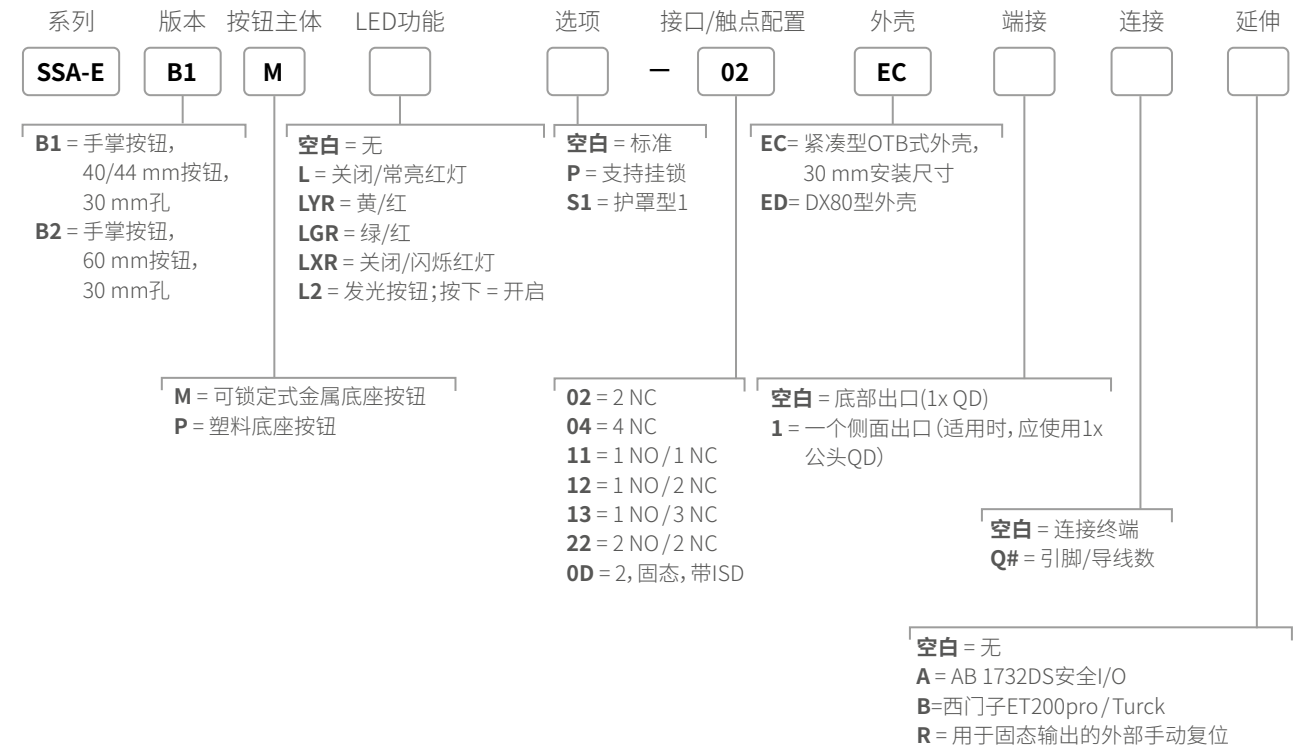 系列 版本 按钮主体 LED功能 选项 接口/触点配置 外壳 端接 连接 延伸
SSA-E B1 M – 02 EC
B1 = 手掌按钮，
40/44 mm按钮，
30 mm孔
B2 = 手掌按钮，
60 mm按钮，
30 mm孔
空白 = 无
L = 关闭/常亮红灯
LYR = 黄/红
LGR = 绿/红
LXR = 关闭/闪烁红灯
L2 = 发光按钮；按下 = 开启
空白 = 标准
P = 支持挂锁
S1 = 护罩型1
EC= 紧凑型OTB式外壳，
30 mm安装尺寸
ED= DX80型外壳
M = 可锁定式金属底座按钮
P = 塑料底座按钮
02 = 2 NC
04 = 4 NC
11 = 1 NO/1 NC
12 = 1 NO/2 NC
13 = 1 NO/3 NC
22 = 2 NO/2 NC
0D = 2，固态，带ISD
空白 = 底部出口(1x QD)
1 = 一个侧面出口（适用时，应使用1x
公头QD）
空白 = 连接终端
Q# = 引脚/导线数
空白 = 无
A = AB 1732DS安全I/O
B=西门子ET200pro/Turck
R = 用于固态输出的外部手动复位